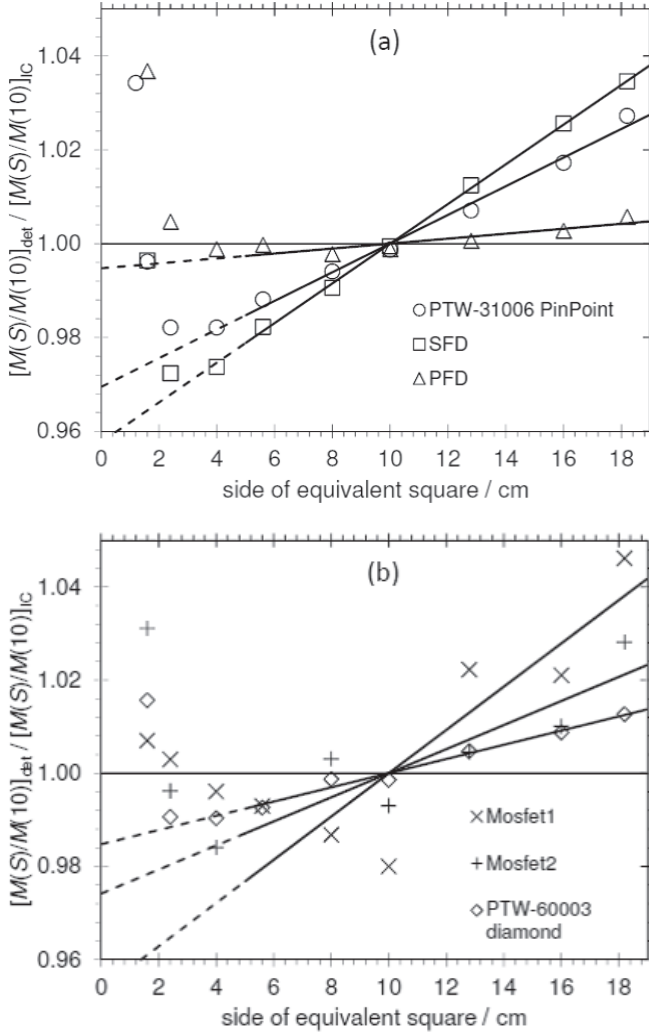 (a)
[M(S)/M(10)]det / [M(S)/M(10)]IC
1.04
1.02
1.00
0.98
0.96
PTW-31006 PinPoint
SFD
PFD
0 2 4 6 8 10 12 14 16 18
side of equivalent square / cm
(b)
[M(S)/M(10)]det / [M(S)/M(10)]IC
1.04
1.02
1.00
0.98
0.96
Mosfet1
Mosfet2
PTW-60003
diamond
0 2 4 6 8 10 12 14 16 18
side of equivalent square / cm